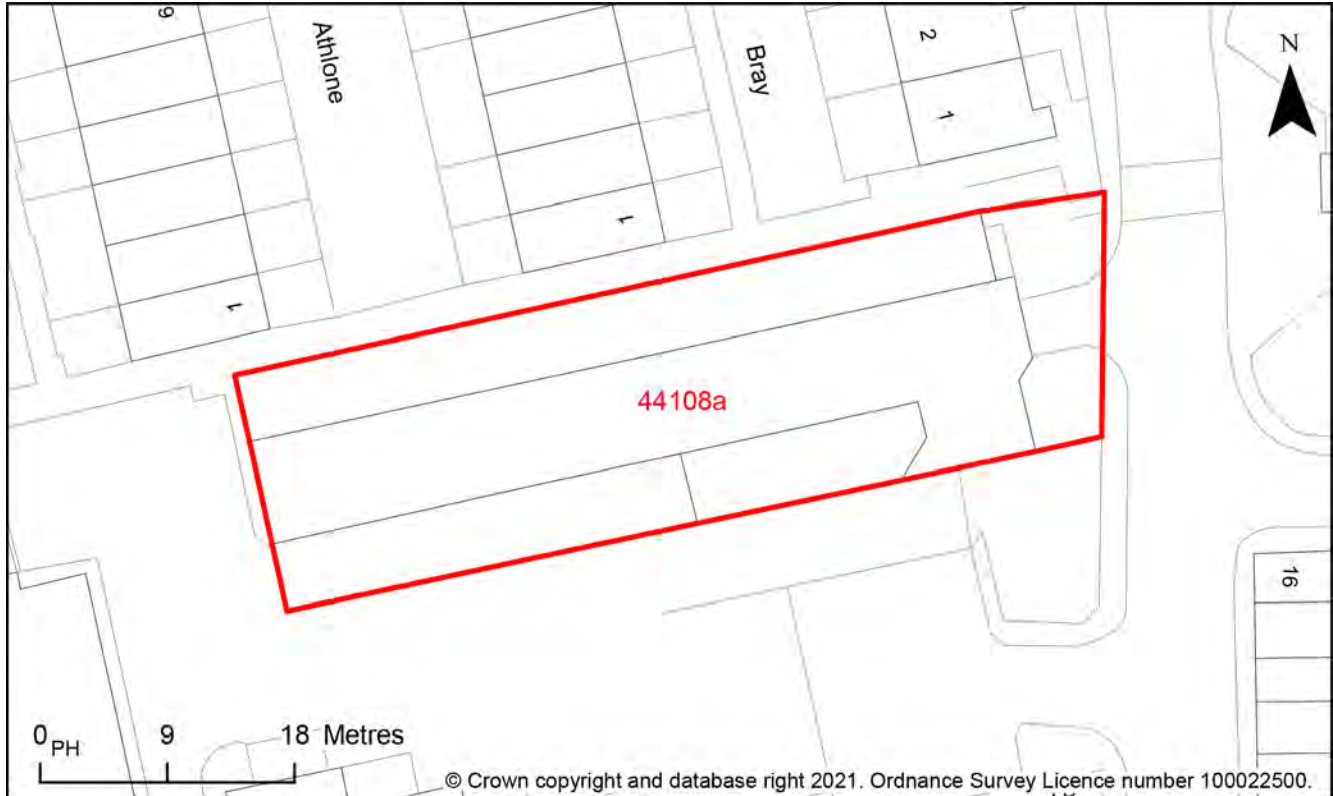 9
Athlone
Bray
2
1
N
1
1
44108a
16
0 9 18 Metres
PH
© Crown copyright and database right 2021. Ordnance Survey Licence number 100022500.